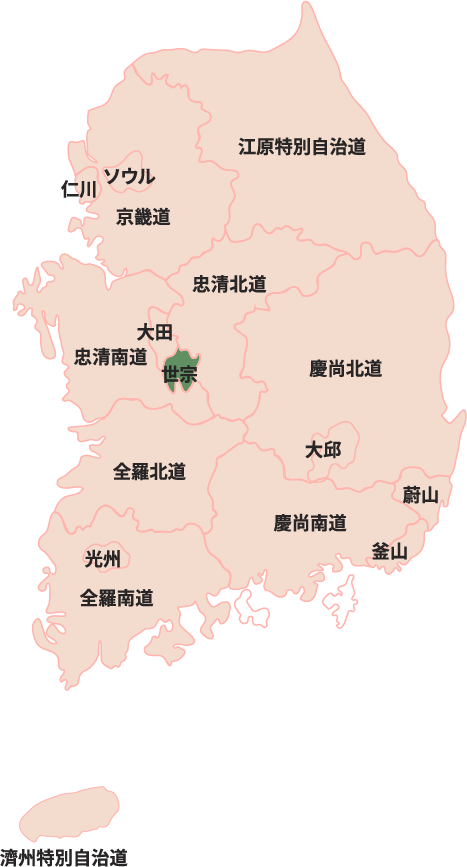 江原特別自治道
ソウル
仁川
京畿道
忠清北道
大田
忠清南道
世宗
慶尚北道
大邱
全羅北道
蔚山
慶尚南道
釜山
光州
全羅南道
濟州特別自治道